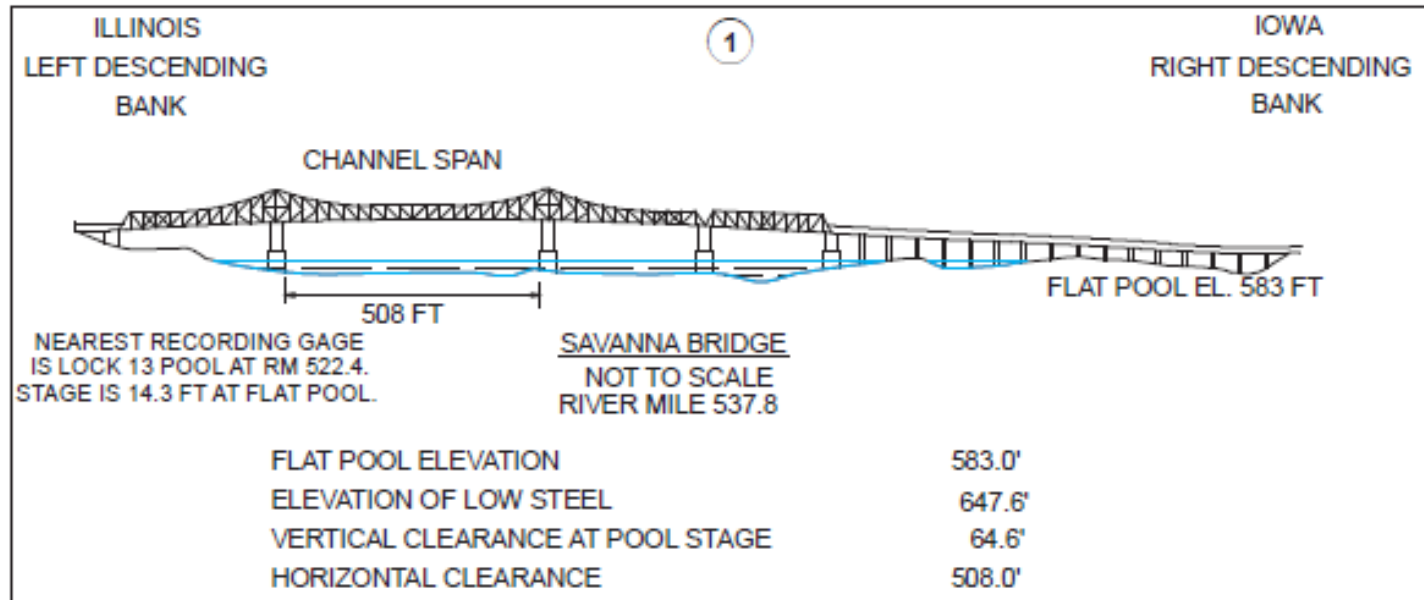 ILLINOIS
LEFT DESCENDING
BANK
1
IOWA
RIGHT DESCENDING
BANK
CHANNEL SPAN
508 FT
FLAT POOL EL. 583 FT
NEAREST RECORDING GAGE
IS LOCK 13 POOL AT RM 522.4.
STAGE IS 14.3 FT AT FLAT POOL.
SAVANNA BRIDGE
NOT TO SCALE
RIVER MILE 537.8
FLAT POOL ELEVATION 583.0'
ELEVATION OF LOW STEEL 647.6'
VERTICAL CLEARANCE AT POOL STAGE 64.6'
HORIZONTAL CLEARANCE 508.0'